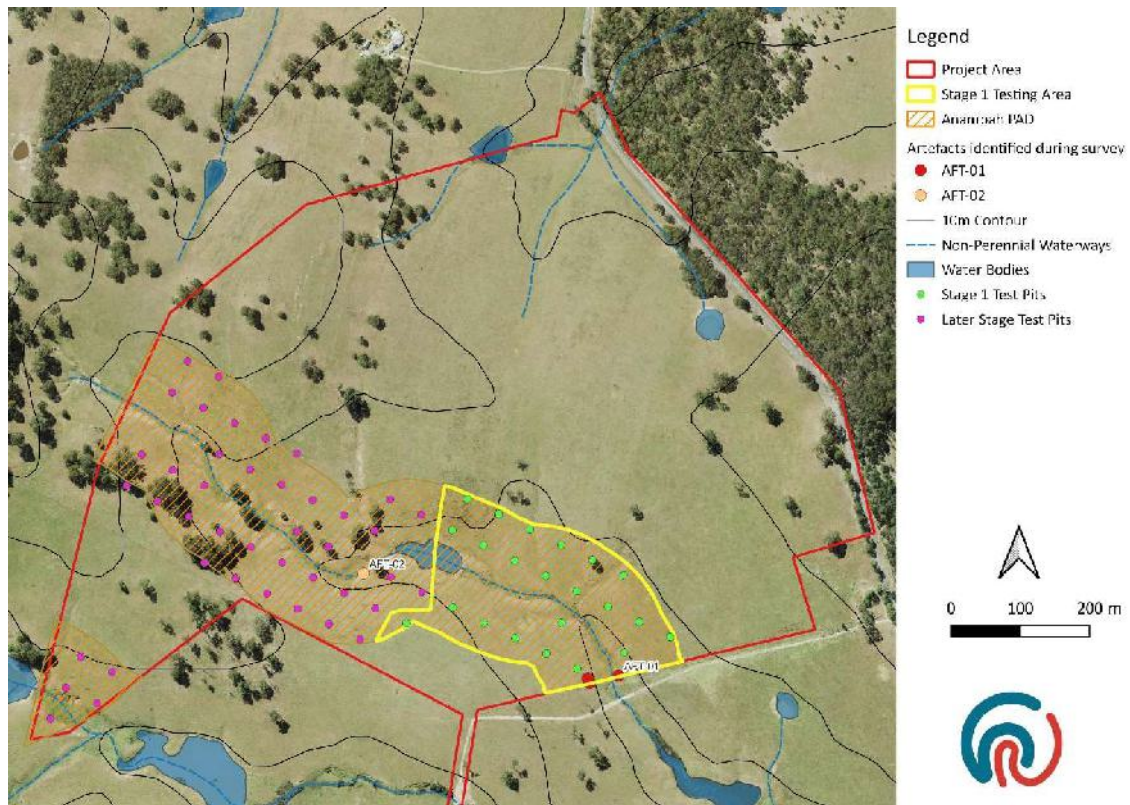 Legend
Project Area
Stage 1 Testing Area
Anambah PAD
Artefacts identified during survey
AFT-01
AFT-02
10m Contour
Non-Perennial Waterways
Water Bodies
Stage 1 Test Pits
Later Stage Test Pits
AFT-02
AFT-01
0 100 200 m